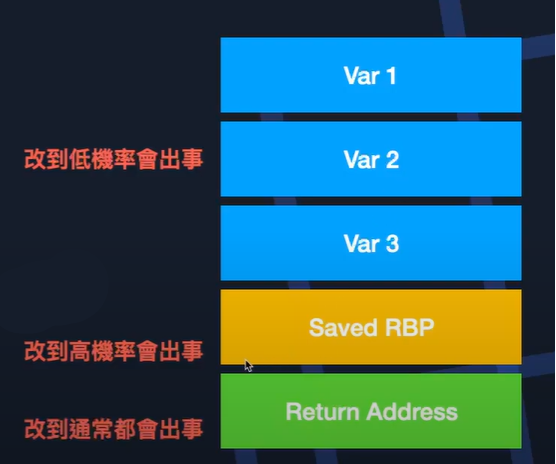 Var 1
改到低機率會出事
Var 2
Var 3
Saved RBP
改到高機率會出事
Return Address
改到通常都會出事